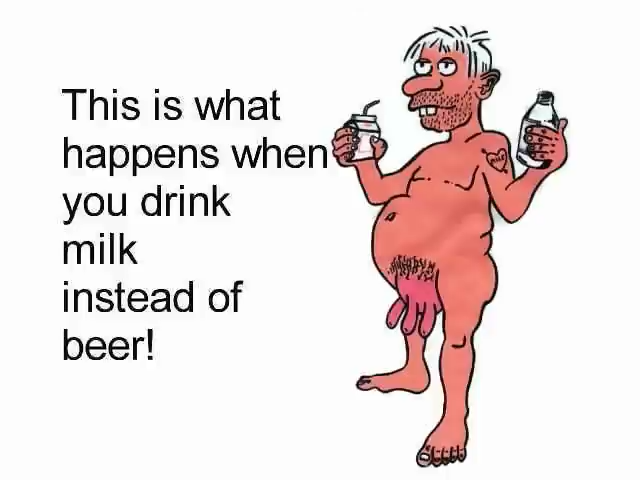 This is what
happens when
you drink
milk
instead of
beer!